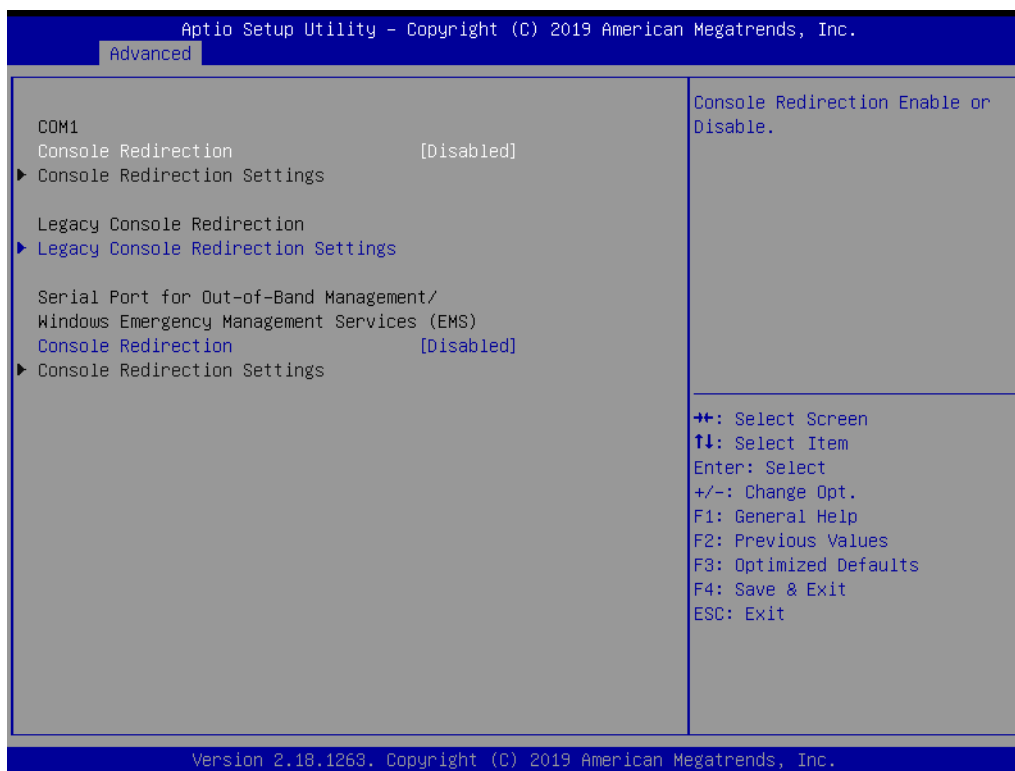 Aptio Setup Utility – Copyright (C) 2019 American Megatrends, Inc.
Advanced
COM1
Console Redirection [Disabled]
▶ Console Redirection Settings
Legacy Console Redirection
▶ Legacy Console Redirection Settings
Serial Port for Out-of-Band Management/
Windows Emergency Management Services (EMS)
Console Redirection [Disabled]
▶ Console Redirection Settings
Console Redirection Enable or
Disable.
→←: Select Screen
↑↓: Select Item
Enter: Select
+/-: Change Opt.
F1: General Help
F2: Previous Values
F3: Optimized Defaults
F4: Save & Exit
ESC: Exit
Version 2.18.1263. Copyright (C) 2019 American Megatrends, Inc.